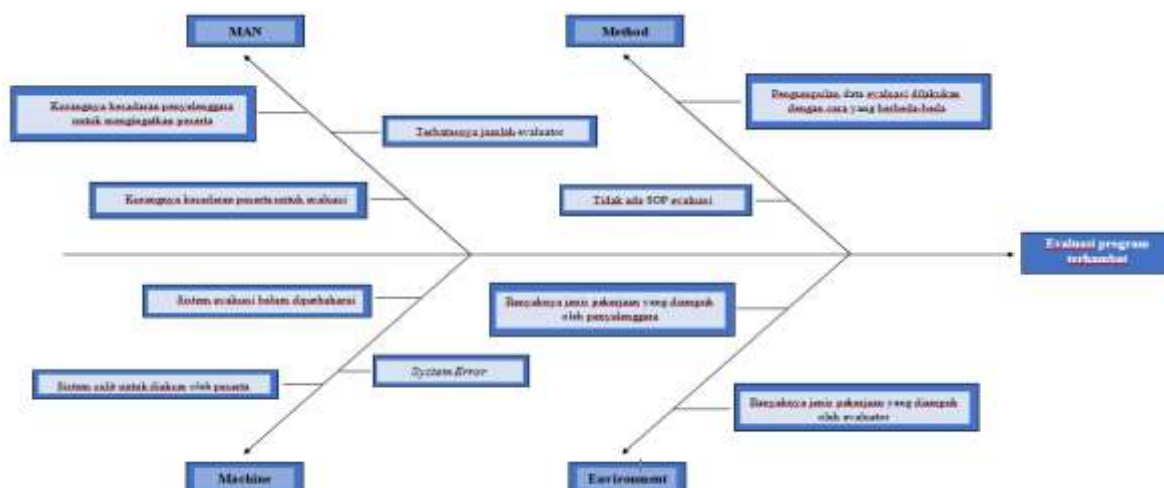 MAN
Method
Kurangnya kesadaran penyelenggara
untuk mengingatkan peserta
Terbatasnya jumlah evaluator
Pengumpulan data evaluasi dilakukan
dengan cara yang berbeda-beda
Kurangnya kesadaran peserta untuk evaluasi
Tidak ada SOP evaluasi
Evaluasi program
terhambat
Sistem evaluasi belum diperbaharui
Banyaknya jenis pekerjaan yang diampuh
oleh penyelenggara
System Error
Sistem sulit untuk diakses oleh peserta
Banyaknya jenis pekerjaan yang diampuh
oleh evaluator
Machine
Environment